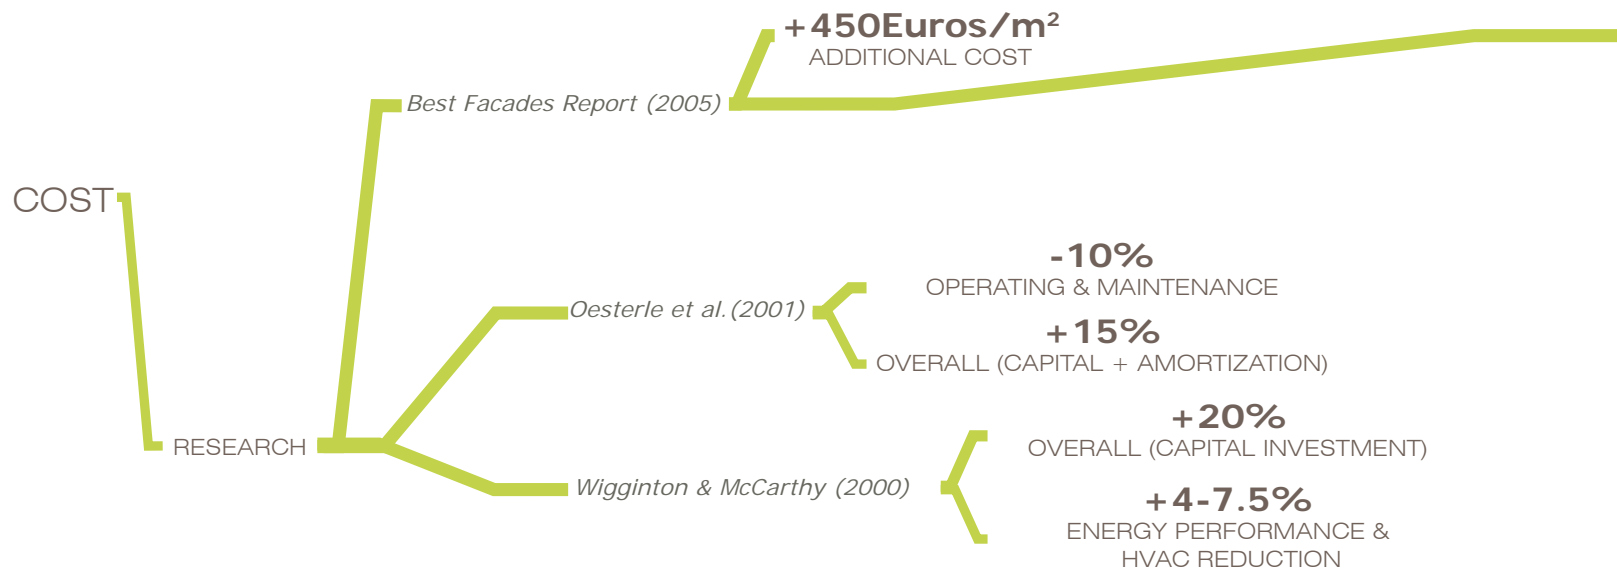 +450Euros/m²
ADDITIONAL COST
Best Facades Report (2005)
COST
-10%
OPERATING & MAINTENANCE
Oesterle et al.(2001)
+15%
OVERALL (CAPITAL + AMORTIZATION)
RESEARCH
+20%
OVERALL (CAPITAL INVESTMENT)
Wigginton & McCarthy (2000)
+4-7.5%
ENERGY PERFORMANCE &
HVAC REDUCTION